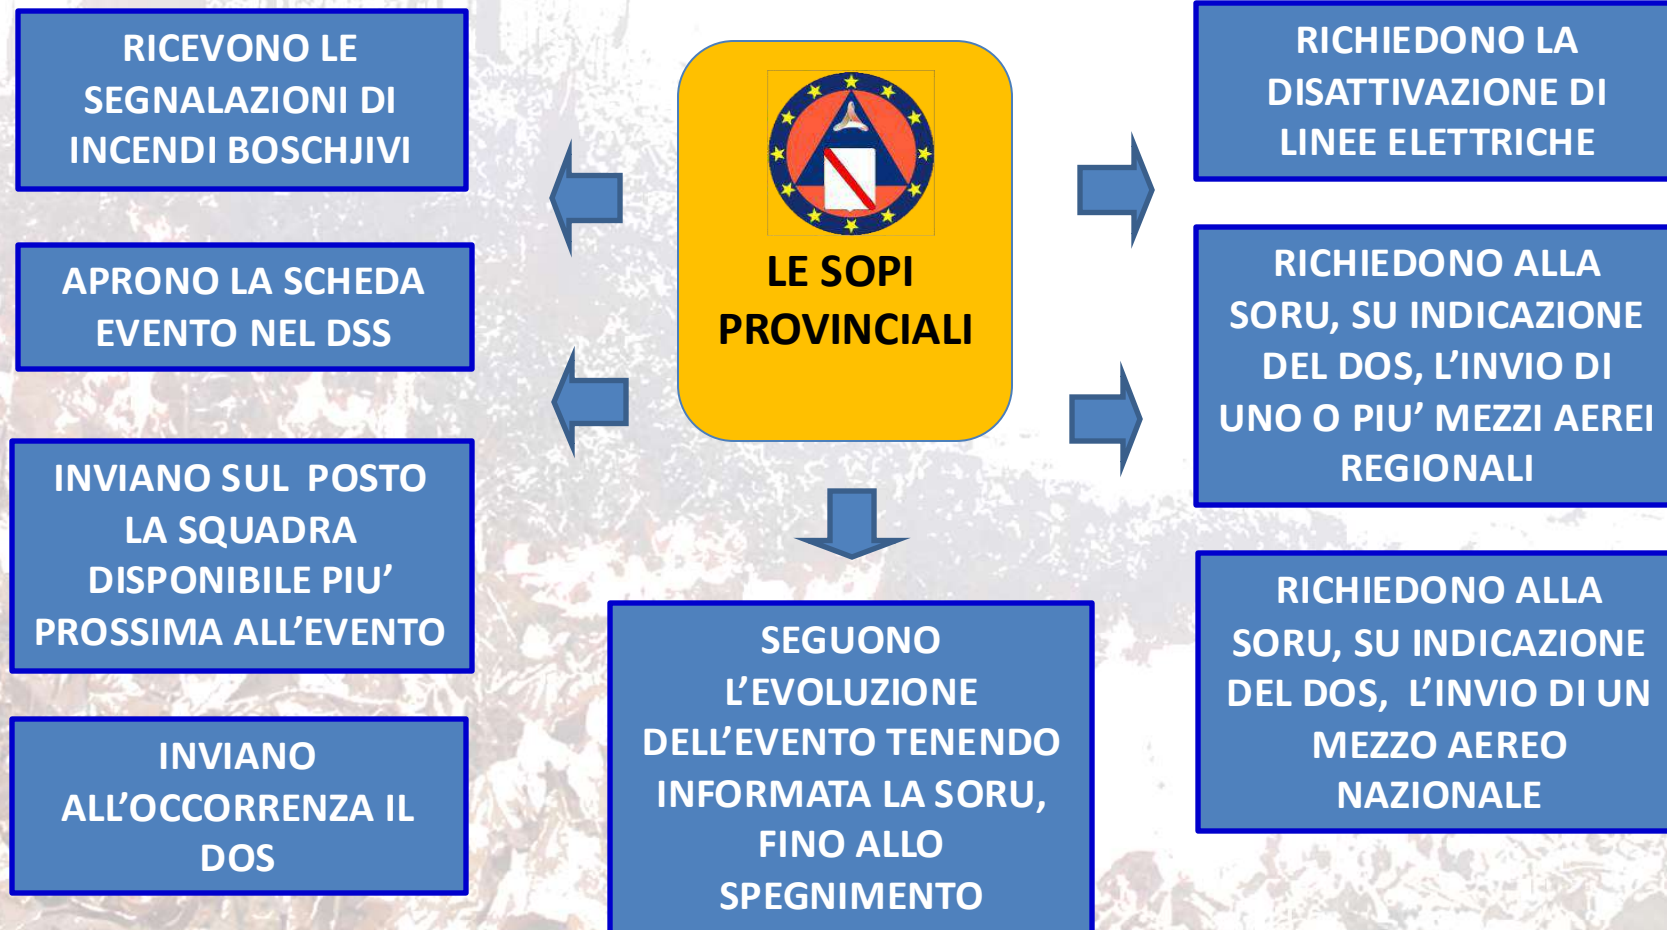 RICEVONO LE
SEGNALAZIONI DI
INCENDI BOSCHJIVI
APRONO LA SCHEDA
EVENTO NEL DSS
INVIANO SUL POSTO
LA SQUADRA
DISPONIBILE PIU’
PROSSIMA ALL’EVENTO
INVIANO
ALL’OCCORRENZA IL
DOS
LE SOPI
PROVINCIALI
SEGUONO
L’EVOLUZIONE
DELL’EVENTO TENENDO
INFORMATA LA SORU,
FINO ALLO
SPEGNIMENTO
RICHIEDONO LA
DISATTIVAZIONE DI
LINEE ELETTRICHE
RICHIEDONO ALLA
SORU, SU INDICAZIONE
DEL DOS, L’INVIO DI
UNO O PIU’ MEZZI AEREI
REGIONALI
RICHIEDONO ALLA
SORU, SU INDICAZIONE
DEL DOS, L’INVIO DI UN
MEZZO AEREO
NAZIONALE